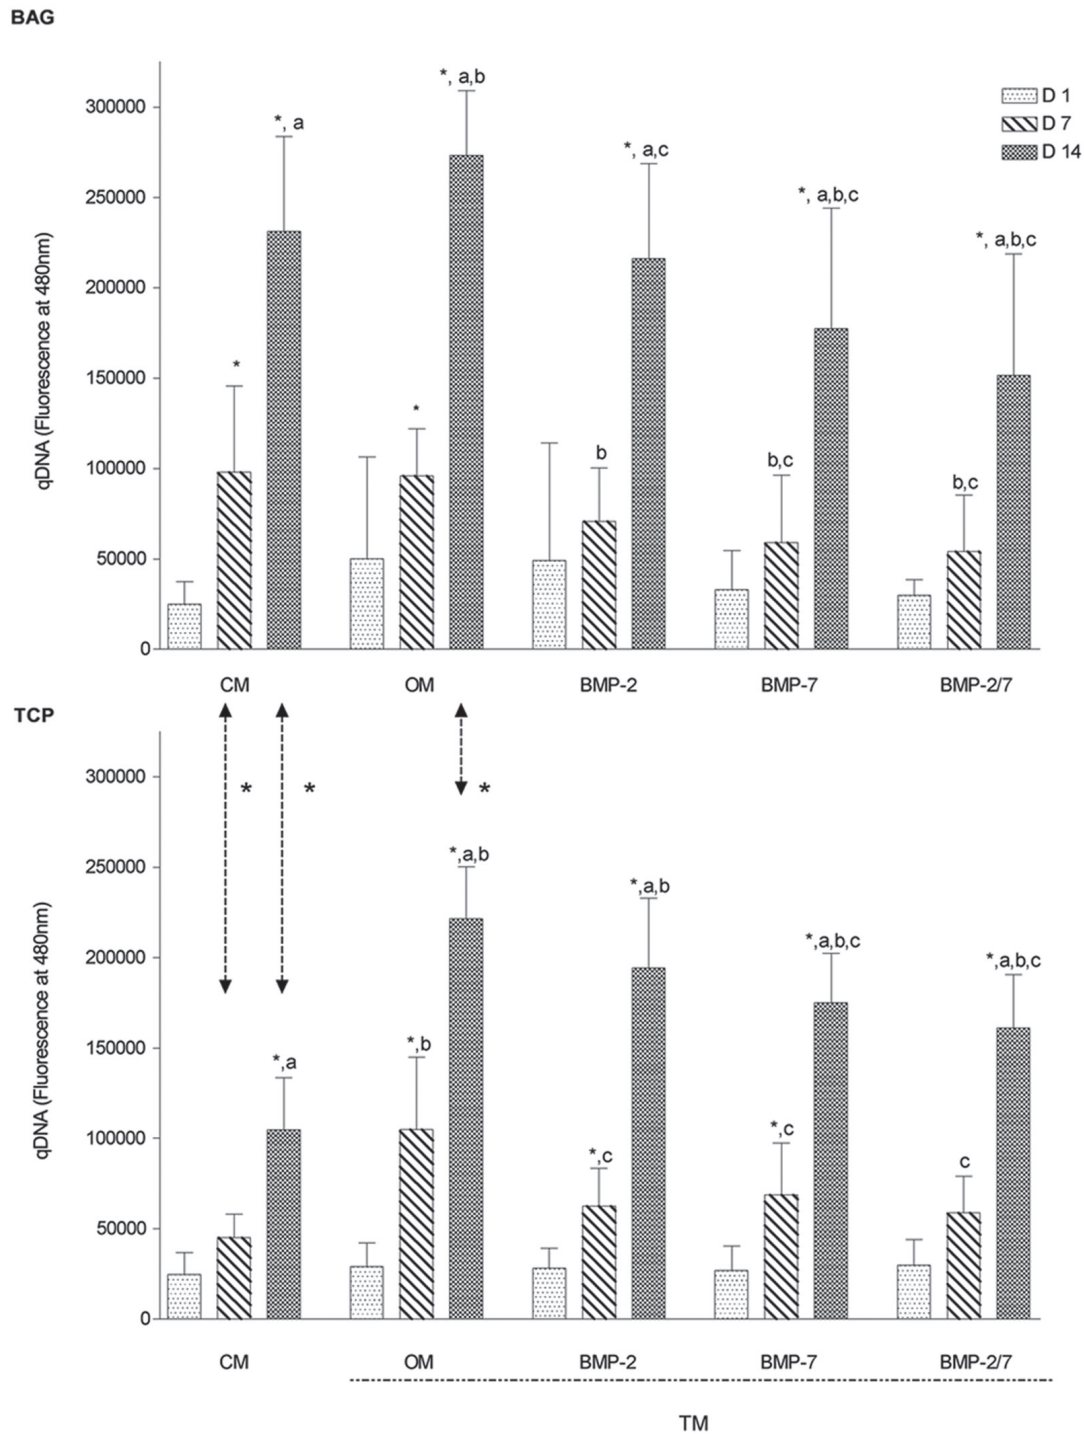 BAG
qDNA (Fluorescence at 480nm)
300000
250000
200000
150000
100000
50000
0
D 1
D 7
D 14
*
*, a
*
*, a,b
b
*, a,c
b,c
*, a,b,c
b,c
*, a,b,c
CM OM BMP-2 BMP-7 BMP-2/7
TCP
qDNA (Fluorescence at 480nm)
300000
250000
200000
150000
100000
50000
0
*
*
*
*,a
*,b
*,a,b
*,c
*,a,b
*,c
*,a,b,c
c
*,a,b,c
CM OM BMP-2 BMP-7 BMP-2/7
TM